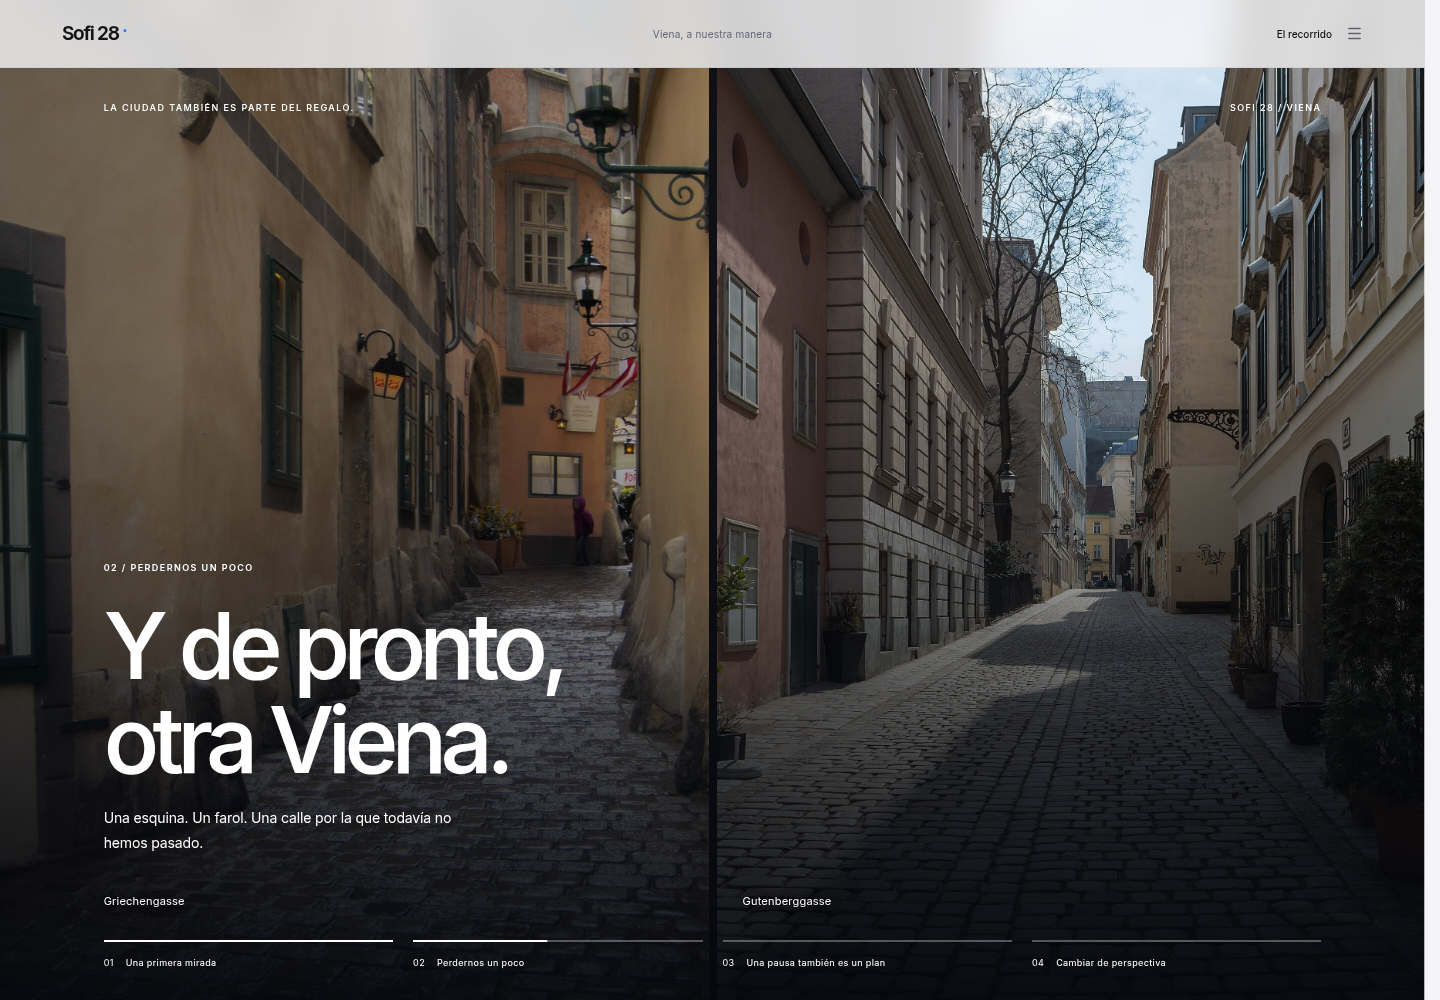 Sofi 28
Viena, a nuestra manera
El recorrido
LA CIUDAD TAMBIÉN ES PARTE DEL REGALO.
SOFI 28 / VIENA
02 / PERDERNOS UN POCO
Y de pronto,
otra Viena.
Una esquina. Un farol. Una calle por la que todavía no
hemos pasado.
Griechengasse
Gutenberggasse
01 Una primera mirada
02 Perdernos un poco
03 Una pausa también es un plan
04 Cambiar de perspectiva